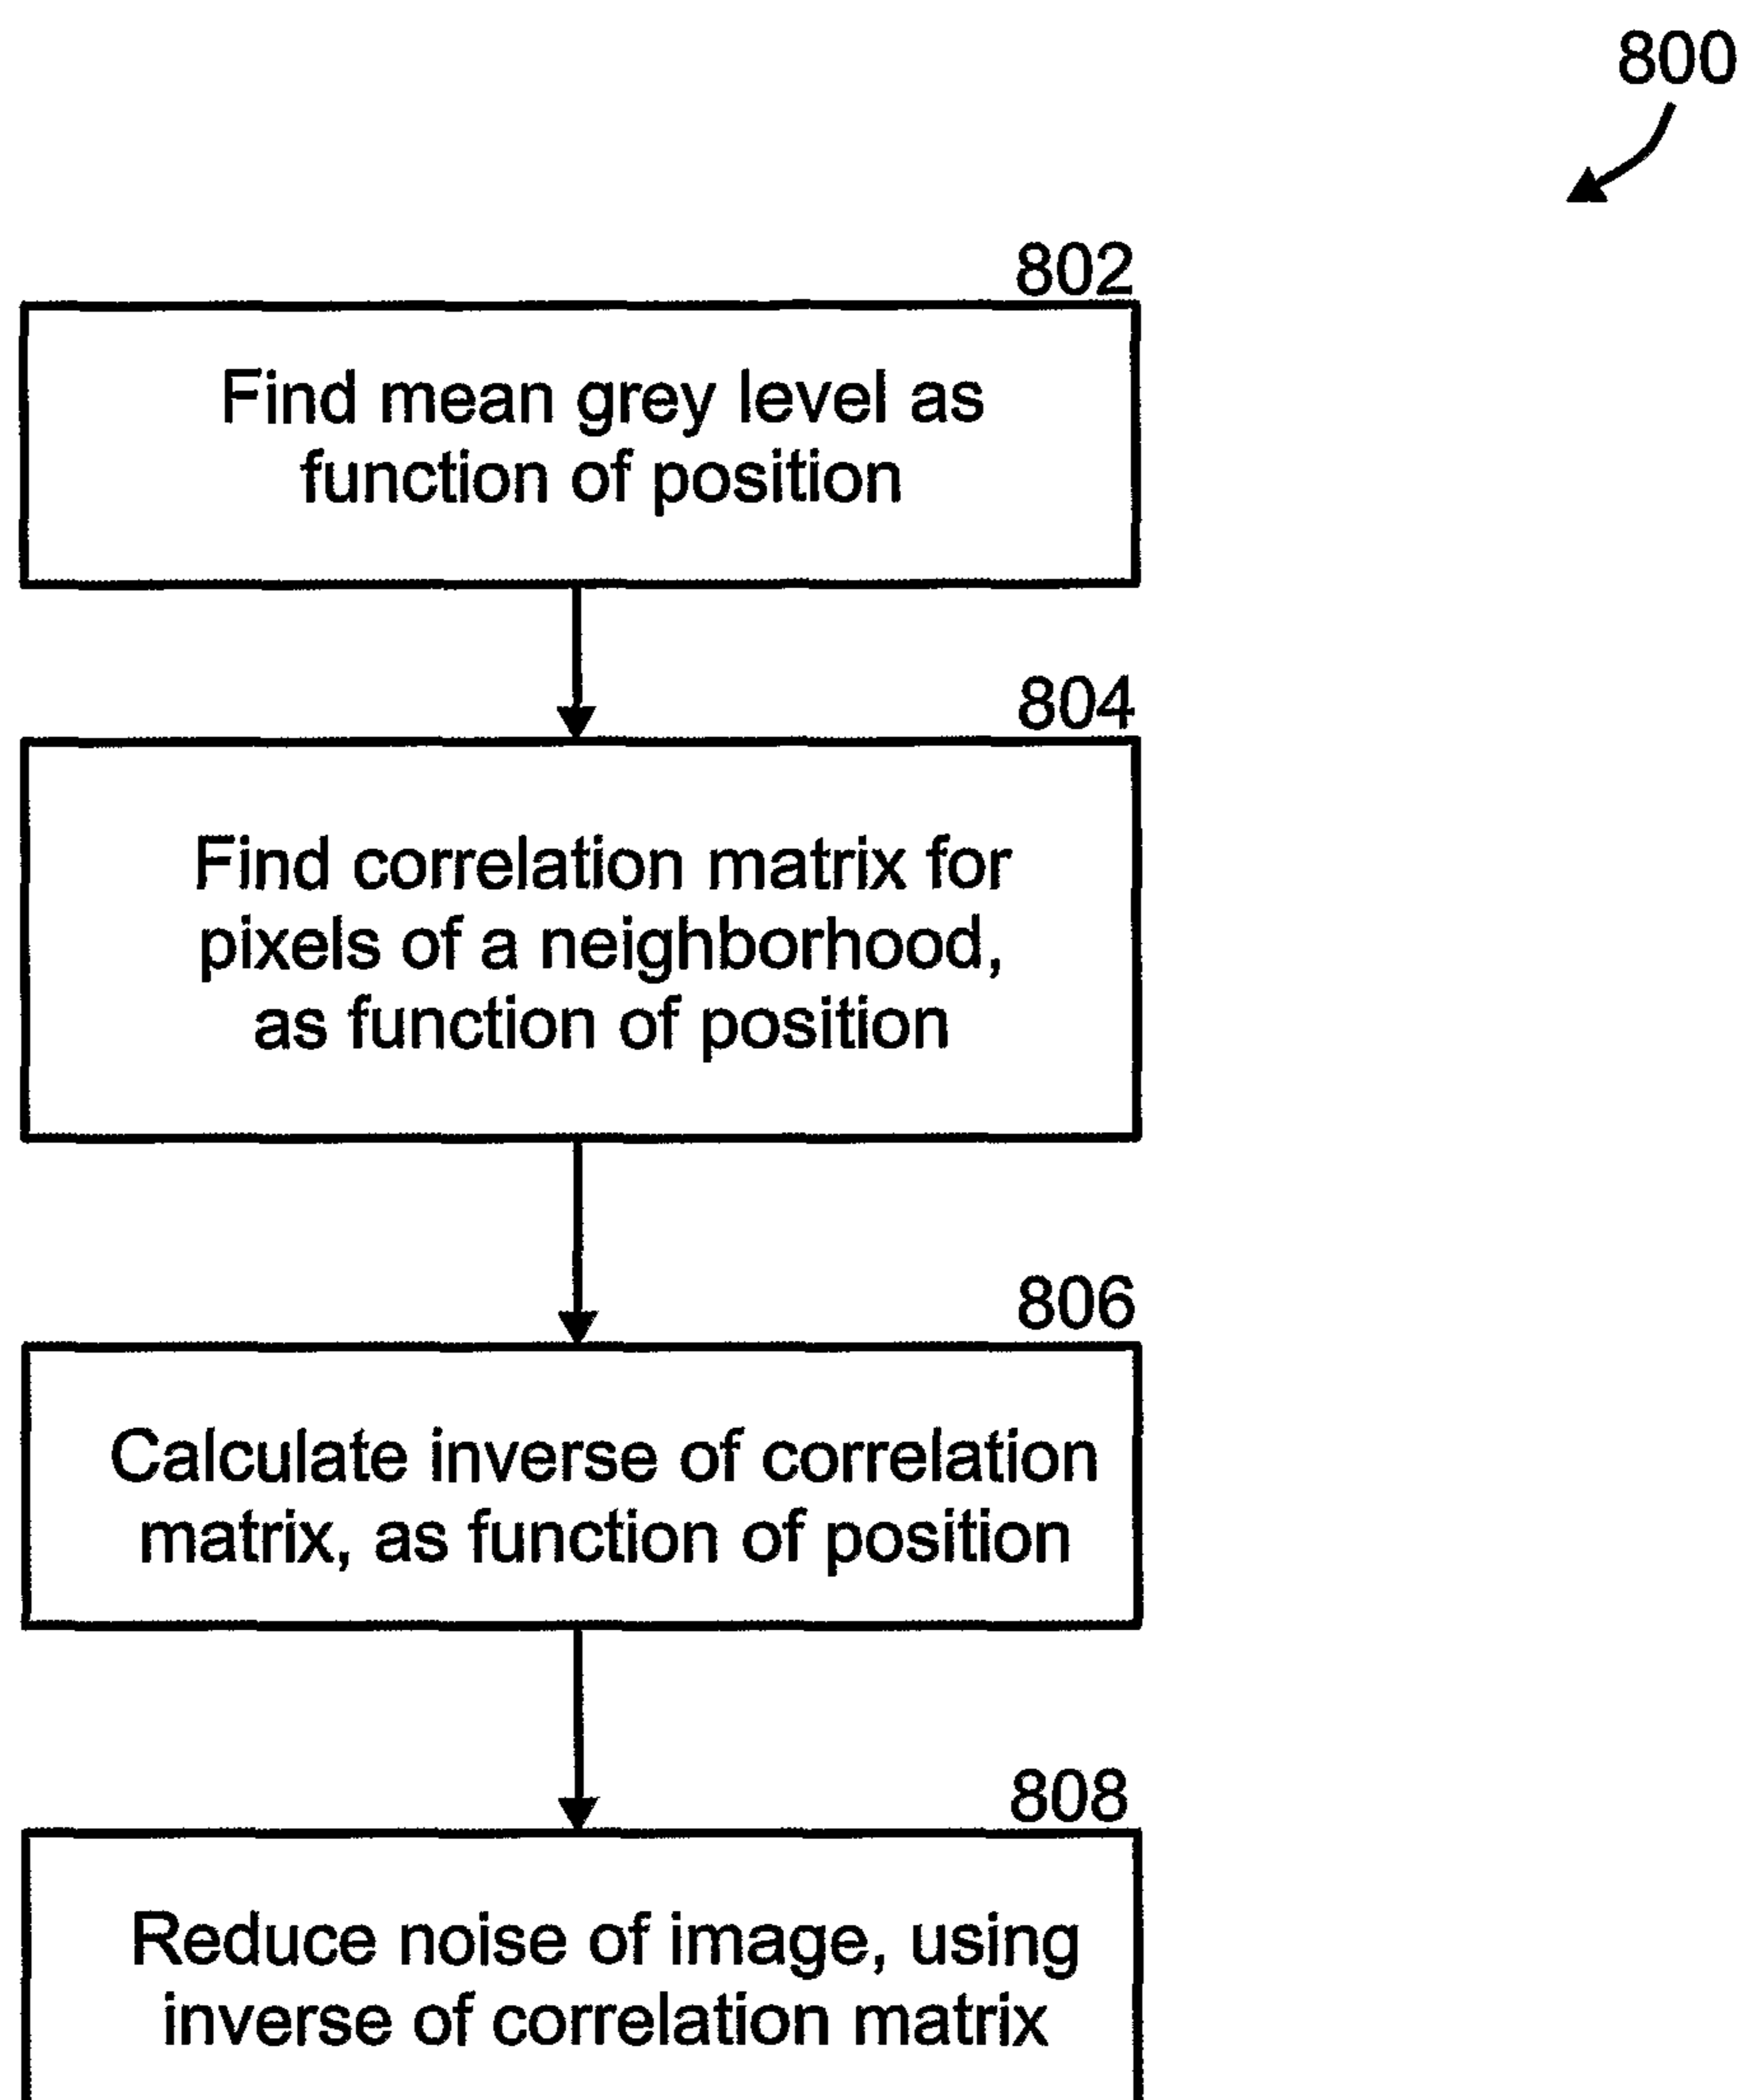 800
802
Find mean grey level as
function of position
804
Find correlation matrix for
pixels of a neighborhood,
as function of position
806
Calculate inverse of correlation
matrix, as function of position
808
Reduce noise of image, using
inverse of correlation matrix